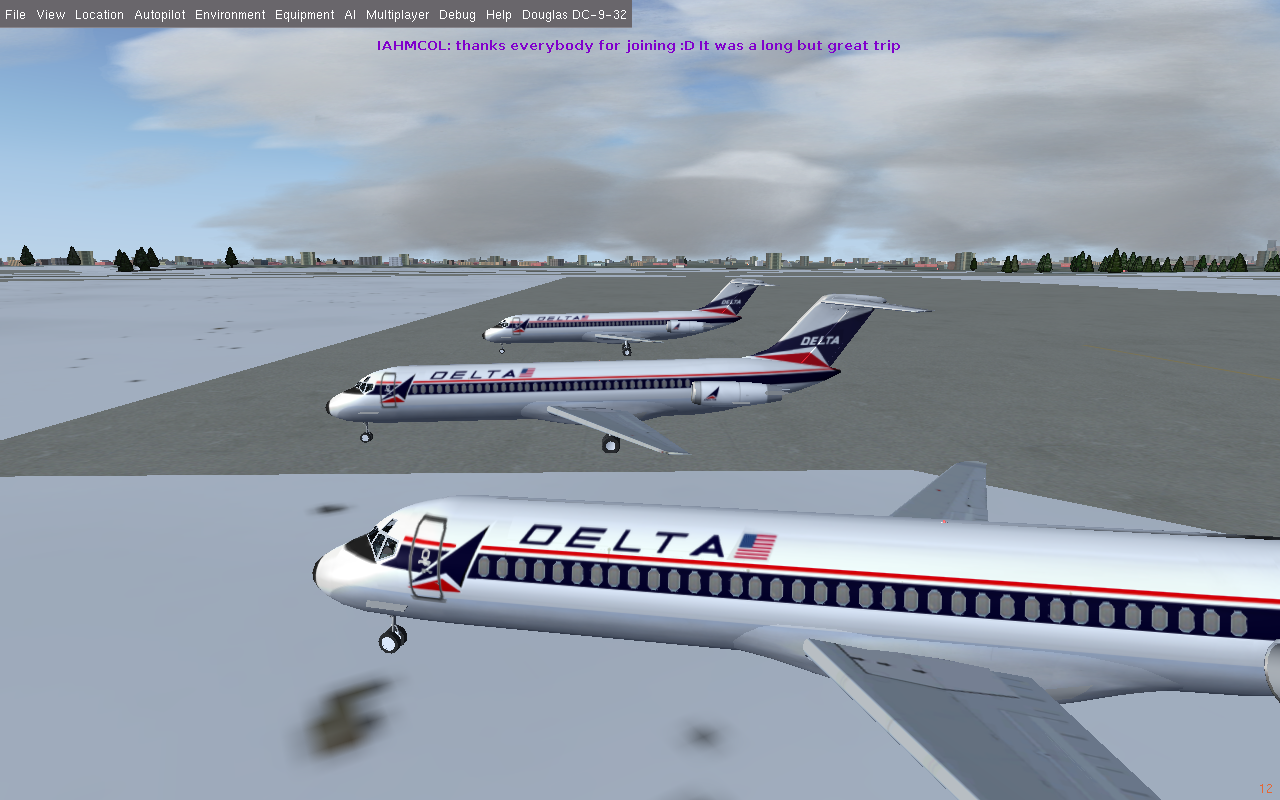 File View Location Autopilot Environment Equipment AI Multiplayer Debug Help Douglas DC-9-32
IAHMCOL: thanks everybody for joining :D It was a long but great trip
DELTA
DELTA
DELTA
DELTA
DELTA
12